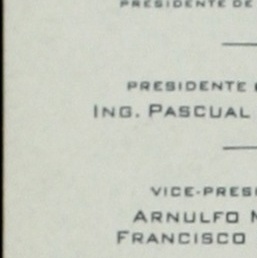 PRESIDENTE DE
PRESIDENTE
ING. PASCUAL
VICE-PRESI
ARNULFO
FRANCISCO